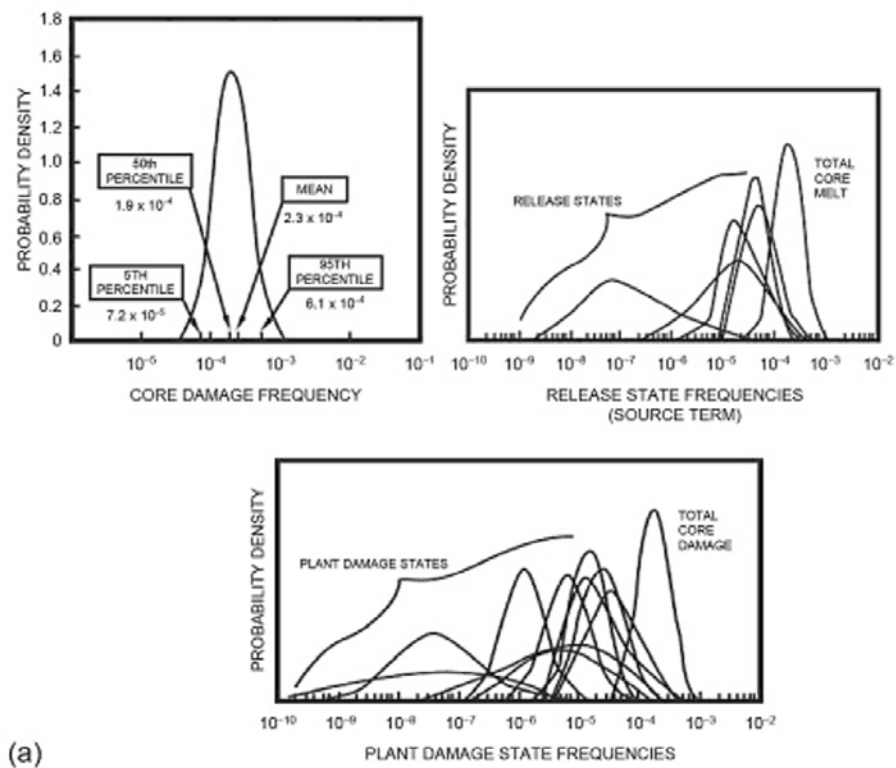 1.8
1.6
1.4
1.2
1.0
0.8
0.6
0.4
0.2
0
PROBABILITY DENSITY
50th
PERCENTILE
1.9 x 10⁻⁴
MEAN
2.3 x 10⁻⁴
5TH
PERCENTILE
7.2 x 10⁻⁵
95TH
PERCENTILE
6.1 x 10⁻⁴
10⁻⁵ 10⁻⁴ 10⁻³ 10⁻² 10⁻¹
CORE DAMAGE FREQUENCY
PROBABILITY DENSITY
RELEASE STATES
TOTAL
CORE
MELT
10⁻¹⁰ 10⁻⁹ 10⁻⁸ 10⁻⁷ 10⁻⁶ 10⁻⁵ 10⁻⁴ 10⁻³ 10⁻²
RELEASE STATE FREQUENCIES
(SOURCE TERM)
PROBABILITY DENSITY
PLANT DAMAGE STATES
TOTAL
CORE
DAMAGE
10⁻¹⁰ 10⁻⁹ 10⁻⁸ 10⁻⁷ 10⁻⁶ 10⁻⁵ 10⁻⁴ 10⁻³ 10⁻²
PLANT DAMAGE STATE FREQUENCIES
(a)